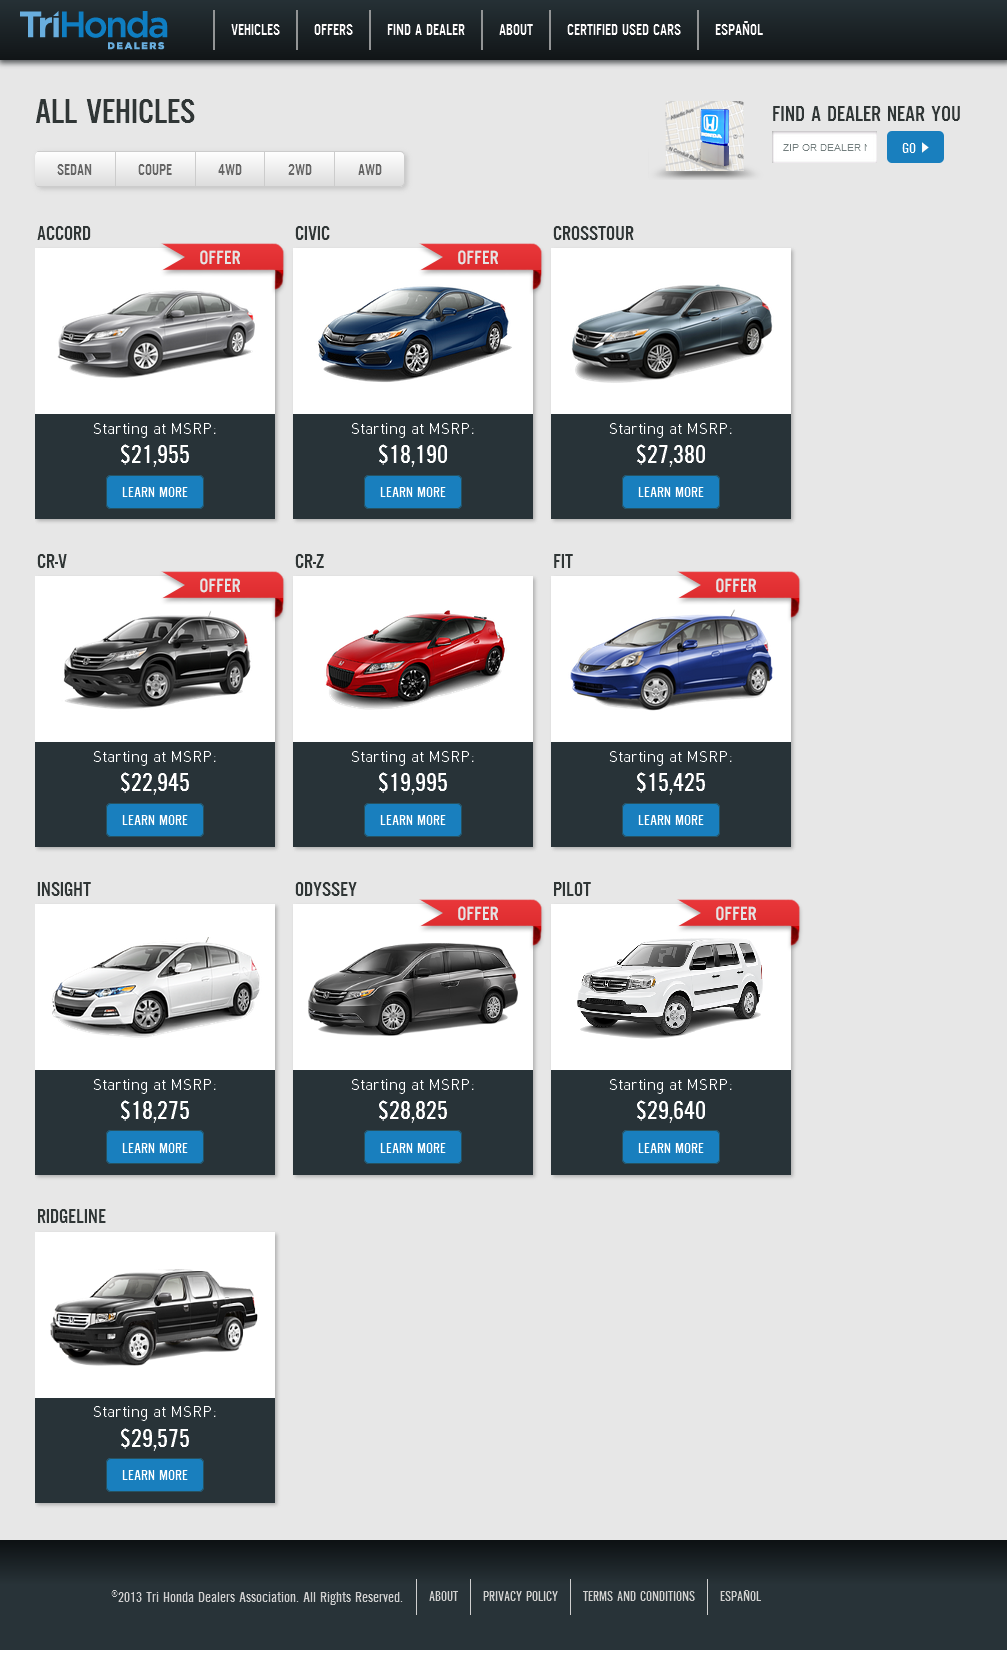 TriHonda
DEALERS
VEHICLES
OFFERS
FIND A DEALER
ABOUT
CERTIFIED USED CARS
ESPAÑOL
ALL VEHICLES
FIND A DEALER NEAR YOU
ZIP OR DEALER N
GO
SEDAN
COUPE
4WD
2WD
AWD
ACCORD
CIVIC
CROSSTOUR
OFFER
OFFER
Starting at MSRP:
Starting at MSRP:
Starting at MSRP:
$21,955
$18,190
$27,380
LEARN MORE
LEARN MORE
LEARN MORE
CR-V
CR-Z
FIT
OFFER
OFFER
Starting at MSRP:
Starting at MSRP:
Starting at MSRP:
$22,945
$19,995
$15,425
LEARN MORE
LEARN MORE
LEARN MORE
INSIGHT
ODYSSEY
PILOT
OFFER
OFFER
Starting at MSRP:
Starting at MSRP:
Starting at MSRP:
$18,275
$28,825
$29,640
LEARN MORE
LEARN MORE
LEARN MORE
RIDGELINE
Starting at MSRP:
$29,575
LEARN MORE
©2013 Tri Honda Dealers Association. All Rights Reserved.
ABOUT
PRIVACY POLICY
TERMS AND CONDITIONS
ESPAÑOL